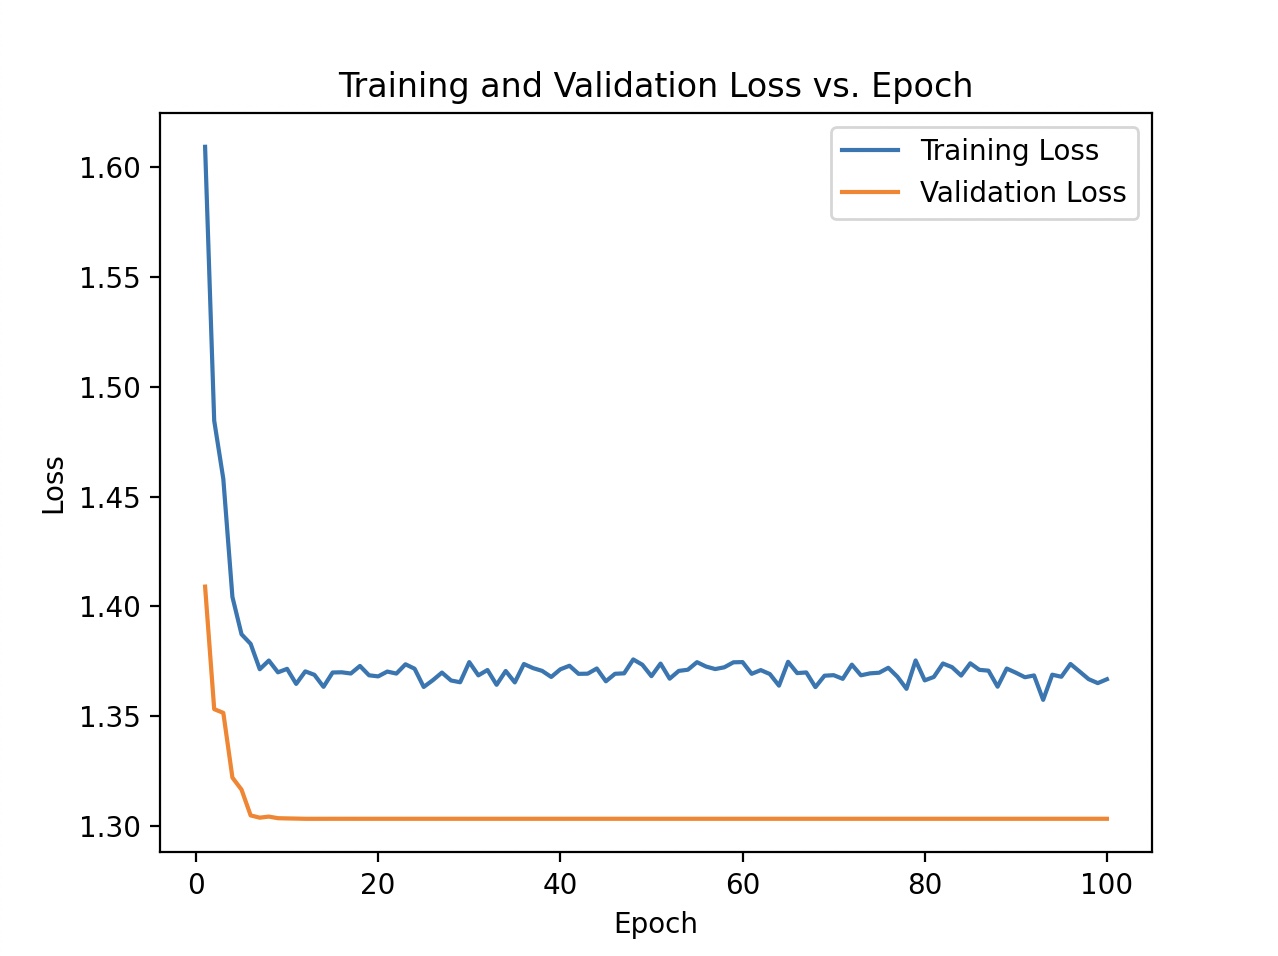 Training and Validation Loss vs. Epoch
Training Loss
Validation Loss
1.60
1.55
1.50
1.45
1.40
1.35
1.30
Loss
0 20 40 60 80 100
Epoch